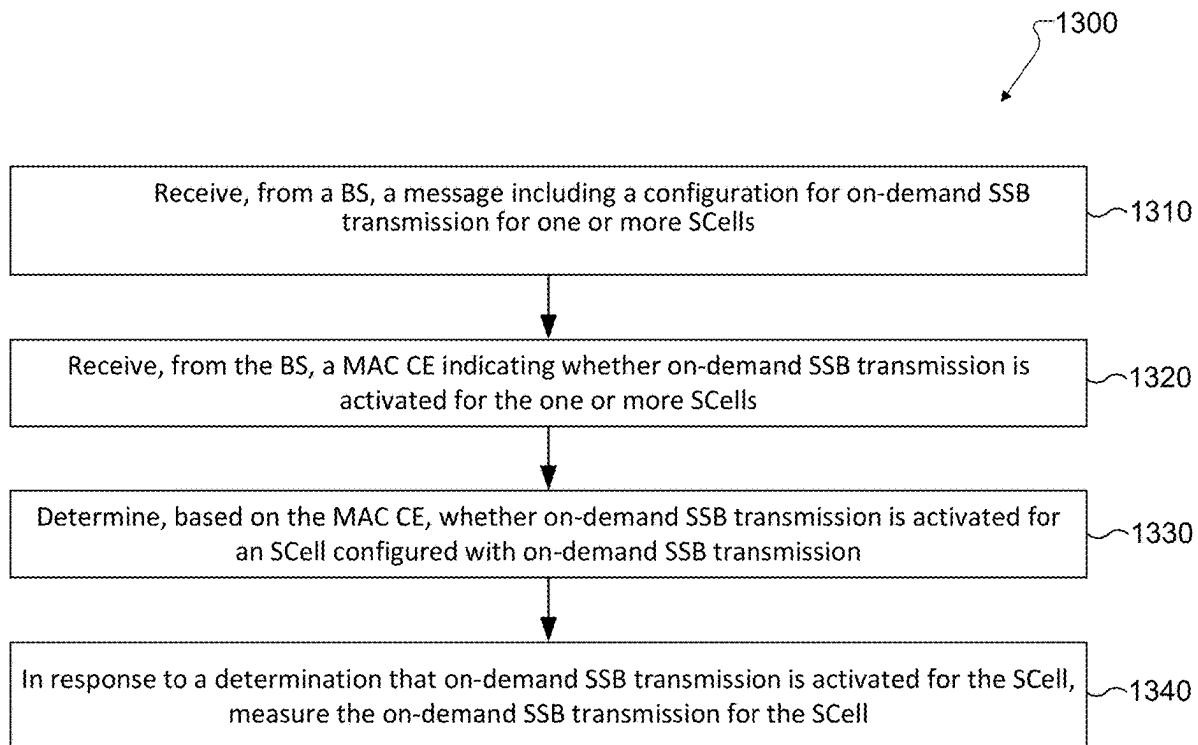 1300
Receive, from a BS, a message including a configuration for on-demand SSB
transmission for one or more SCells
1310
Receive, from the BS, a MAC CE indicating whether on-demand SSB transmission is
activated for the one or more SCells
1320
Determine, based on the MAC CE, whether on-demand SSB transmission is activated for
an SCell configured with on-demand SSB transmission
1330
In response to a determination that on-demand SSB transmission is activated for the SCell,
measure the on-demand SSB transmission for the SCell
1340